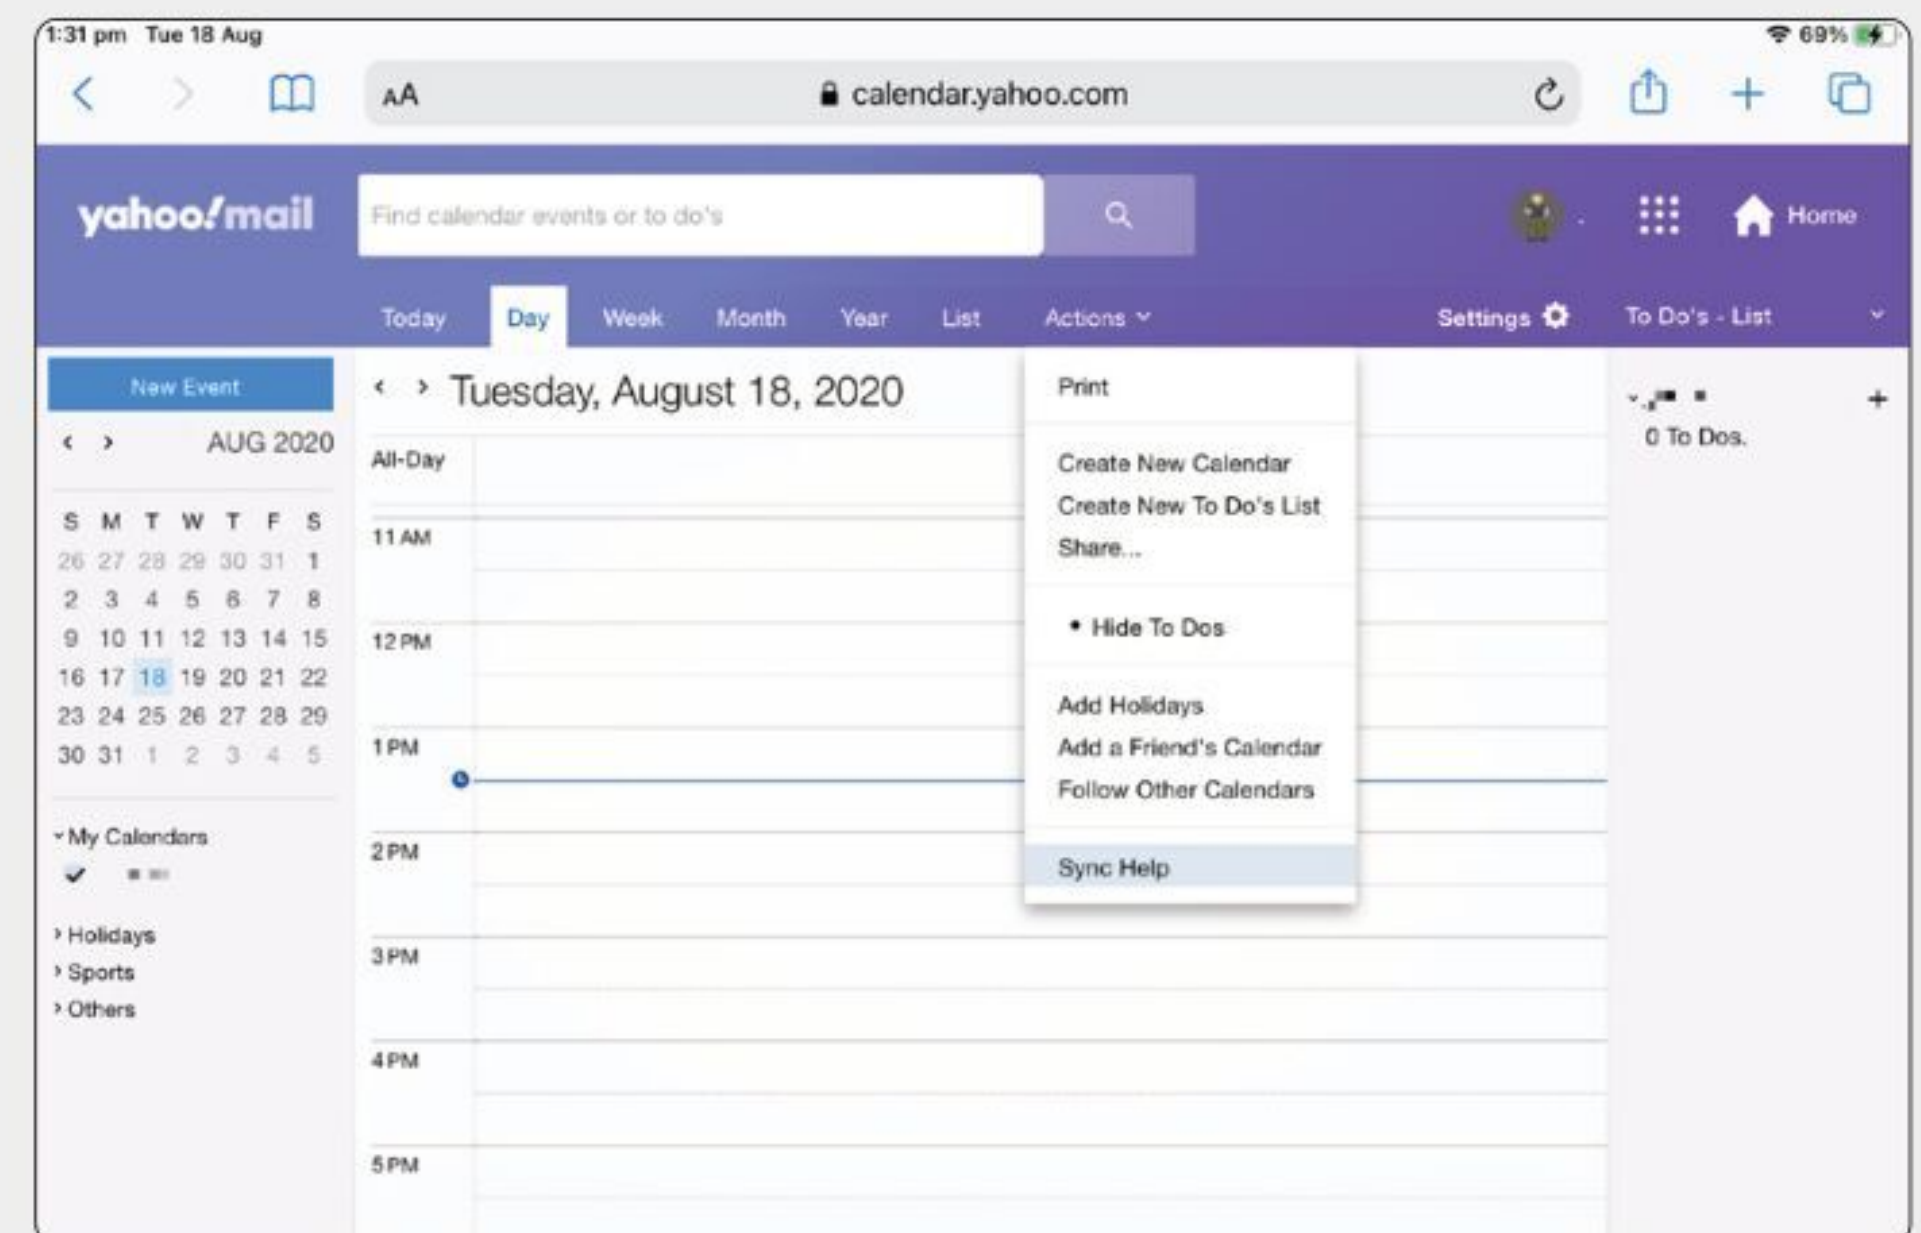 1:31 pm Tue 18 Aug 69%
AA calendar.yahoo.com
yahoo!mail Find calendar events or to do's Home
Today Day Week Month Year List Actions Settings To Do's - List
New Event
< > AUG 2020
S M T W T F S
26 27 28 29 30 31 1
2 3 4 5 6 7 8
9 10 11 12 13 14 15
16 17 18 19 20 21 22
23 24 25 26 27 28 29
30 31 1 2 3 4 5
My Calendars
Holidays
Sports
Others
< > Tuesday, August 18, 2020
All-Day
11 AM
12 PM
1 PM
2 PM
3 PM
4 PM
5 PM
Print
Create New Calendar
Create New To Do's List
Share...
• Hide To Dos
Add Holidays
Add a Friend's Calendar
Follow Other Calendars
Sync Help
+
0 To Dos.